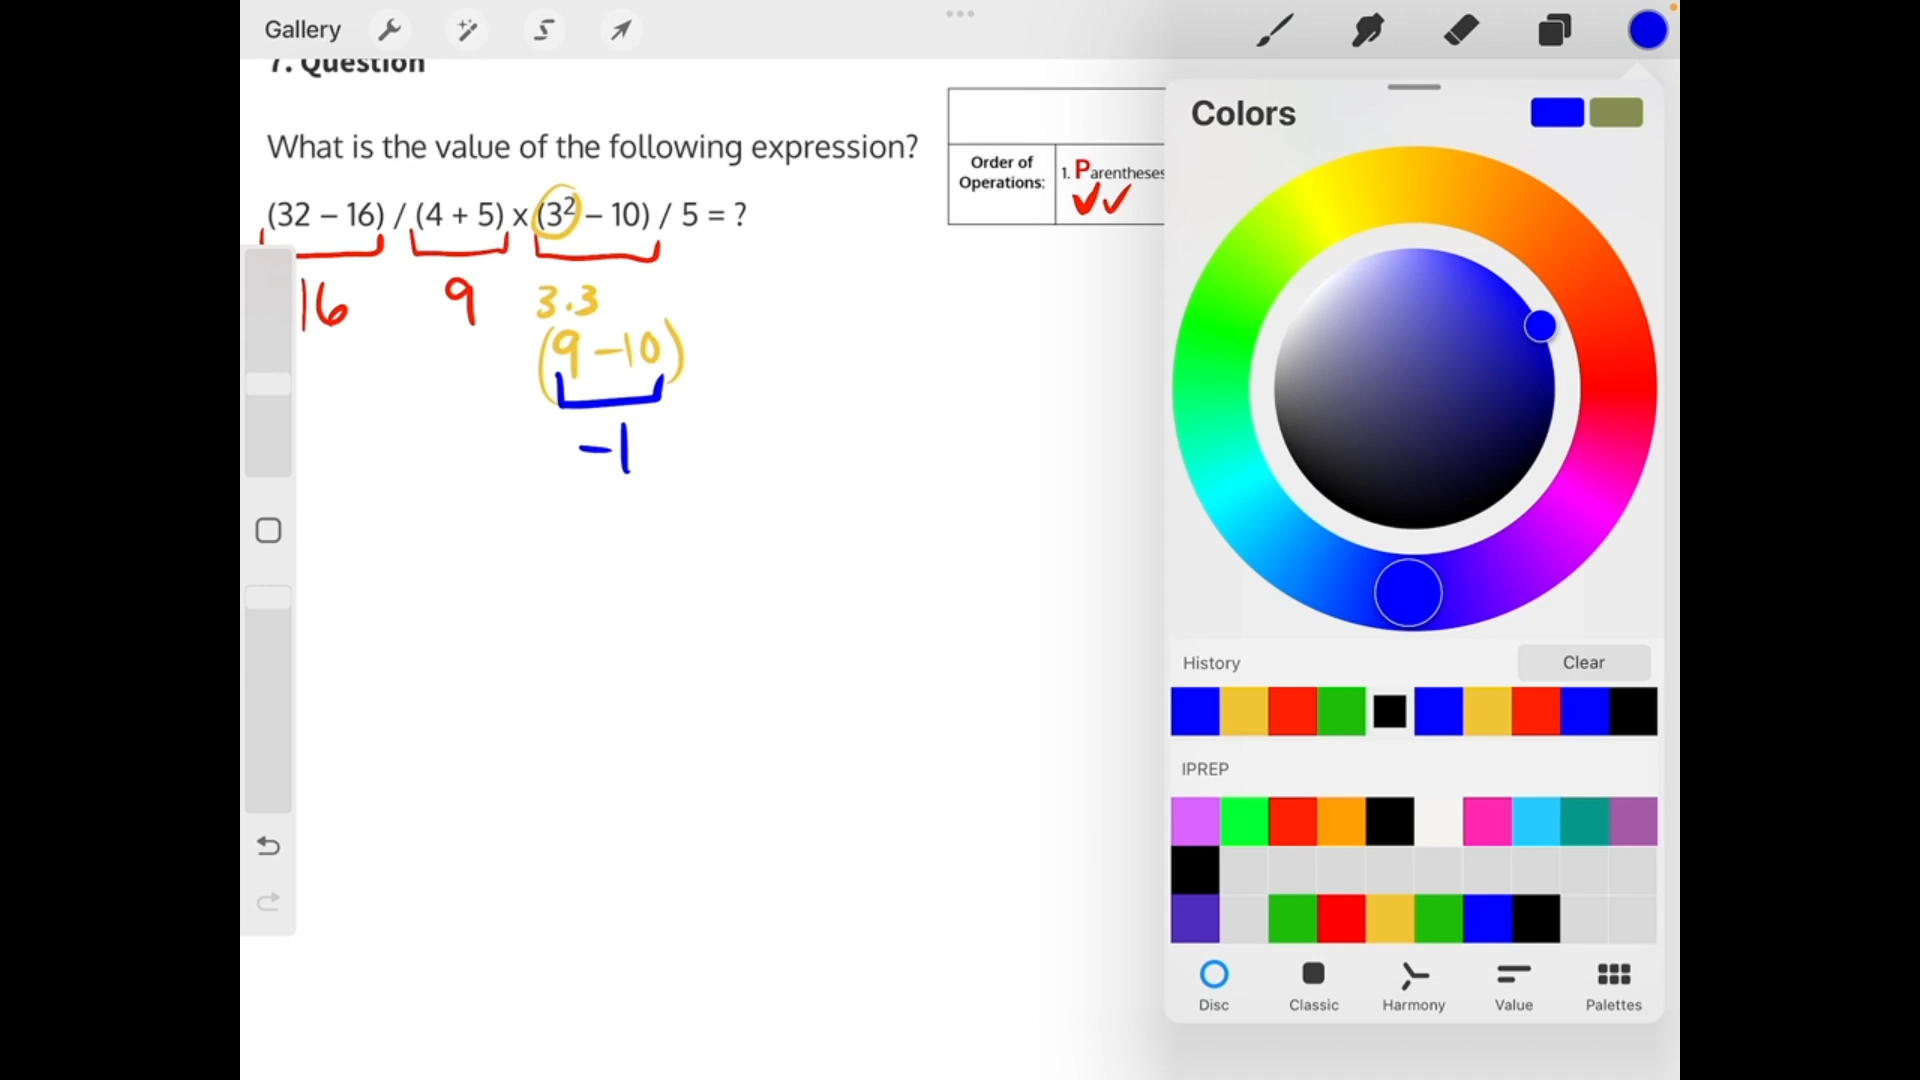 Gallery
7. Question
What is the value of the following expression?
(32 – 16) / (4 + 5) x (3² – 10) / 5 = ?
16 9 3.3
(9 –10)
–1
Order of
Operations:
1. Parentheses
Colors
History
Clear
IPREP
Disc
Classic
Harmony
Value
Palettes